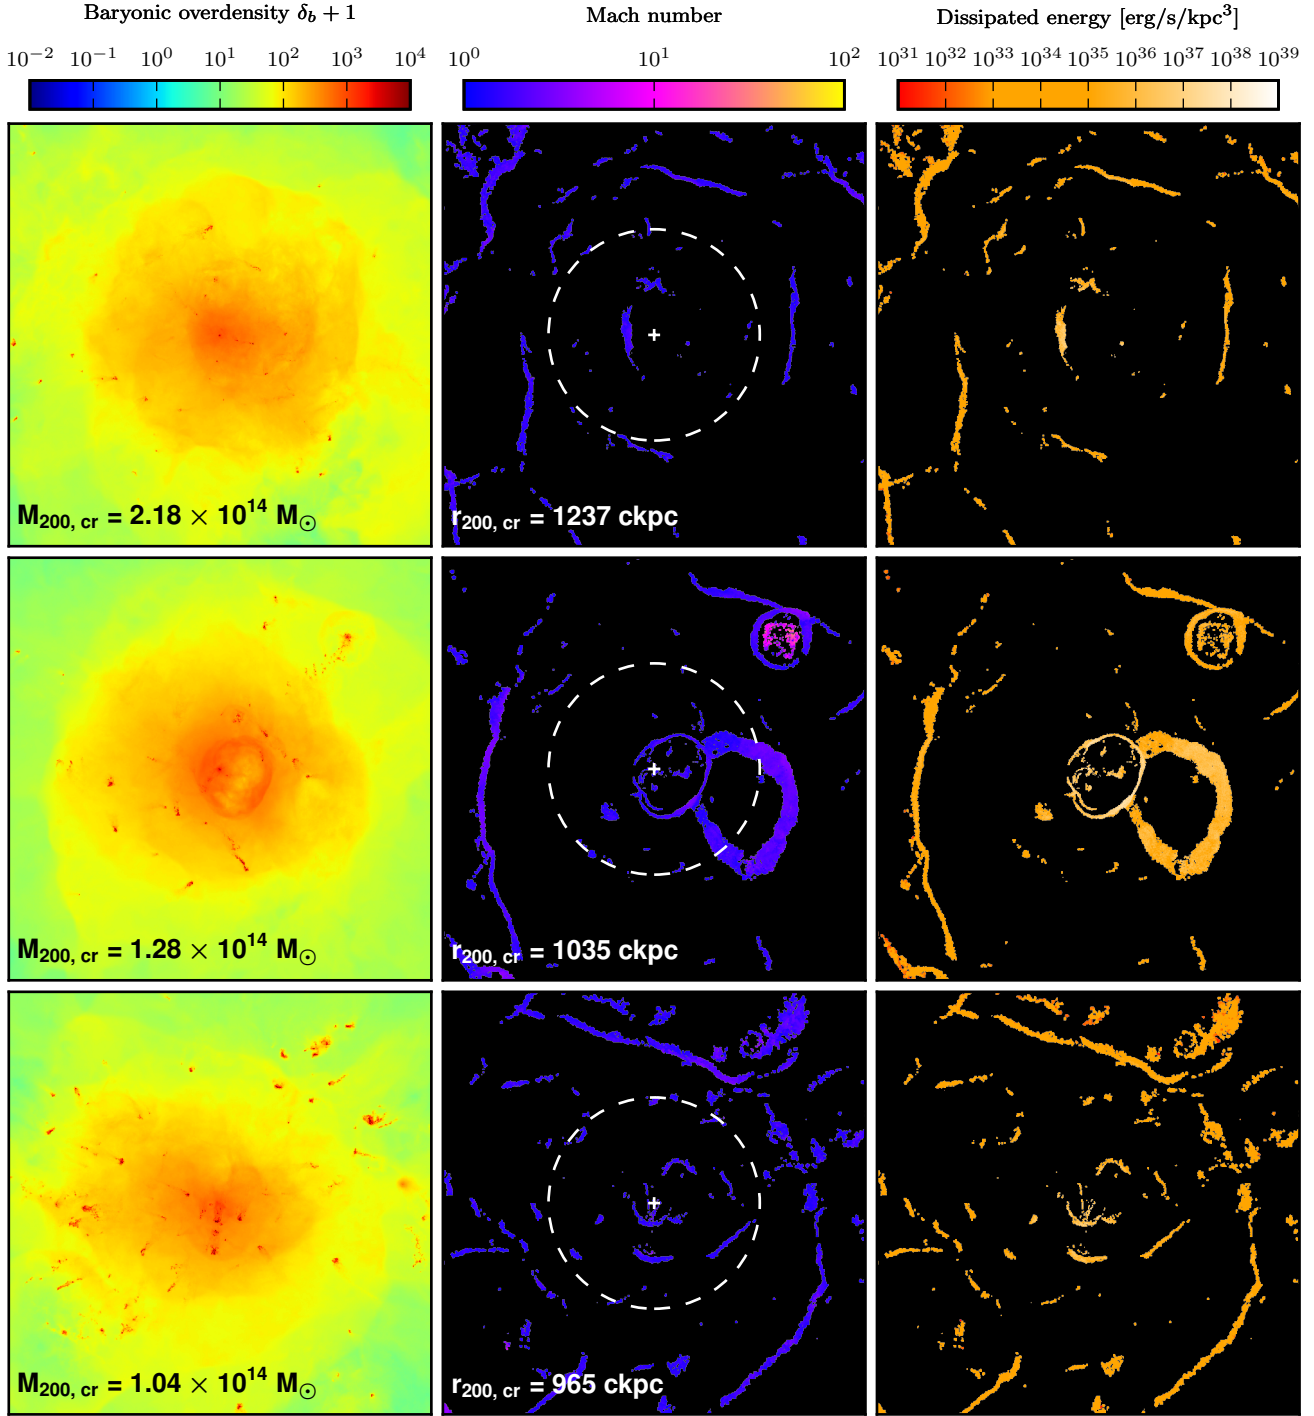 Baryonic overdensity δ_b + 1
Mach number
Dissipated energy [erg/s/kpc³]
10⁻² 10⁻¹ 10⁰ 10¹ 10² 10³ 10⁴
10⁰ 10¹ 10²
10³¹ 10³² 10³³ 10³⁴ 10³⁵ 10³⁶ 10³⁷ 10³⁸ 10³⁹
M₂₀₀, cr = 2.18 × 10¹⁴ M☉
r₂₀₀, cr = 1237 ckpc
M₂₀₀, cr = 1.28 × 10¹⁴ M☉
r₂₀₀, cr = 1035 ckpc
M₂₀₀, cr = 1.04 × 10¹⁴ M☉
r₂₀₀, cr = 965 ckpc